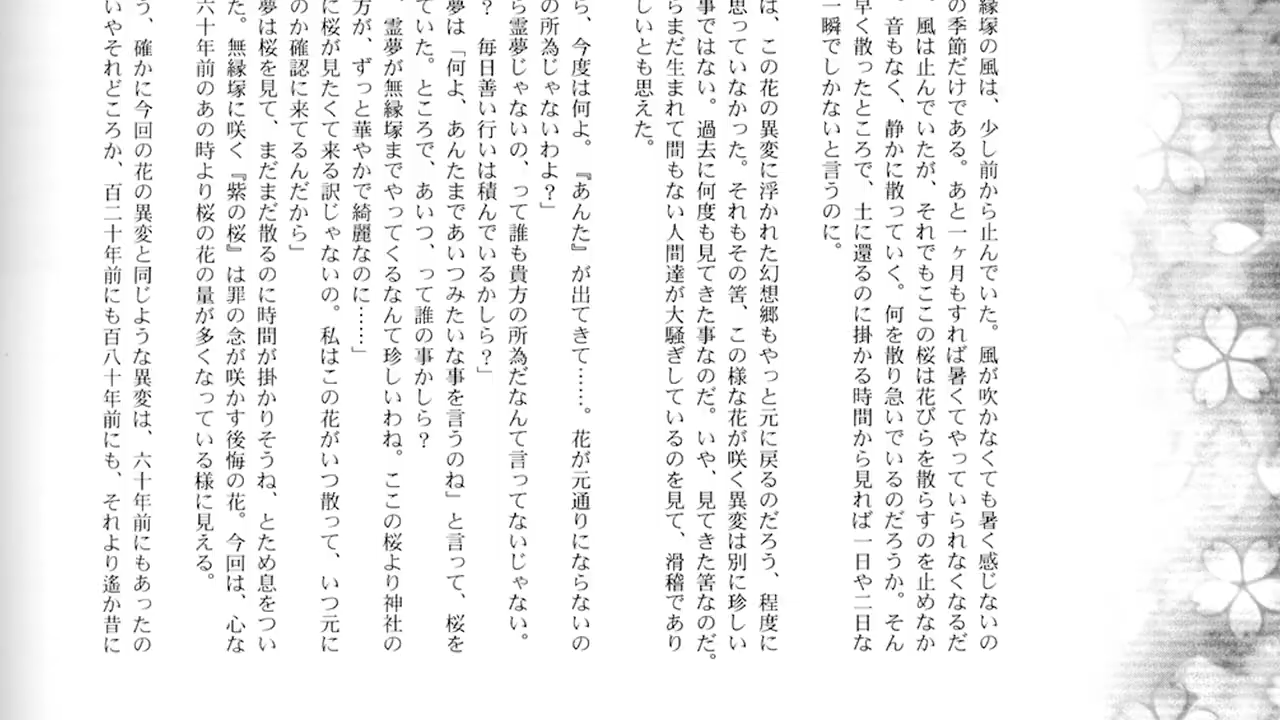 縁塚の風は、少し前から止んでいた。風が吹かなくても暑く感じないの
の季節だけである。あと一ヶ月もすれば暑くてやっていられなくなるだ
。風は止んでいたが、それでもここの桜は花びらを散らすのを止めなか
。音もなく、静かに散っていく。何を散り急いでいるのだろうか。そん
早く散ったところで、土に還るのに掛かる時間から見れば一日や二日な
一瞬でしかないと言うのに。
は、この花の異変に浮かれた幻想郷もやっと元に戻るのだろう、程度に
思っていなかった。それもその筈、この様な花が咲く異変は別に珍しい
事ではない。過去に何度も見てきた事なのだ。いや、見てきた筈なのだ。
らまだ生まれて間もない人間達が大騒ぎしているのを見て、滑稽であり
しいとも思えた。
ら、今度は何よ。『あんた』が出てきて……。花が元通りにならないの
の所為じゃないわよ？」
ら霊夢じゃないの、って誰も貴方の所為だなんて言ってないじゃない。
？　毎日善い行いは積んでいるかしら？」
夢は「何よ、あんたまであいつみたいな事を言うのね」と言って、桜を
ていた。ところで、あいつ、って誰の事かしら？
、霊夢が無縁塚までやってくるなんて珍しいわね。ここの桜より神社の
方が、ずっと華やかで綺麗なのに……」
に桜が見たくて来る訳じゃないの。私はこの花がいつ散って、いつ元に
のか確認に来てるんだから」
夢は桜を見て、まだまだ散るのに時間が掛かりそうね、とため息をつい
た。無縁塚に咲く『紫の桜』は罪の念が咲かす後悔の花。今回は、心な
六十年前のあの時より桜の花の量が多くなっている様に見える。
う、確かに今回の花の異変と同じような異変は、六十年前にもあったの
いやそれどころか、百二十年前にも百八十年前にも、それより遙か昔に